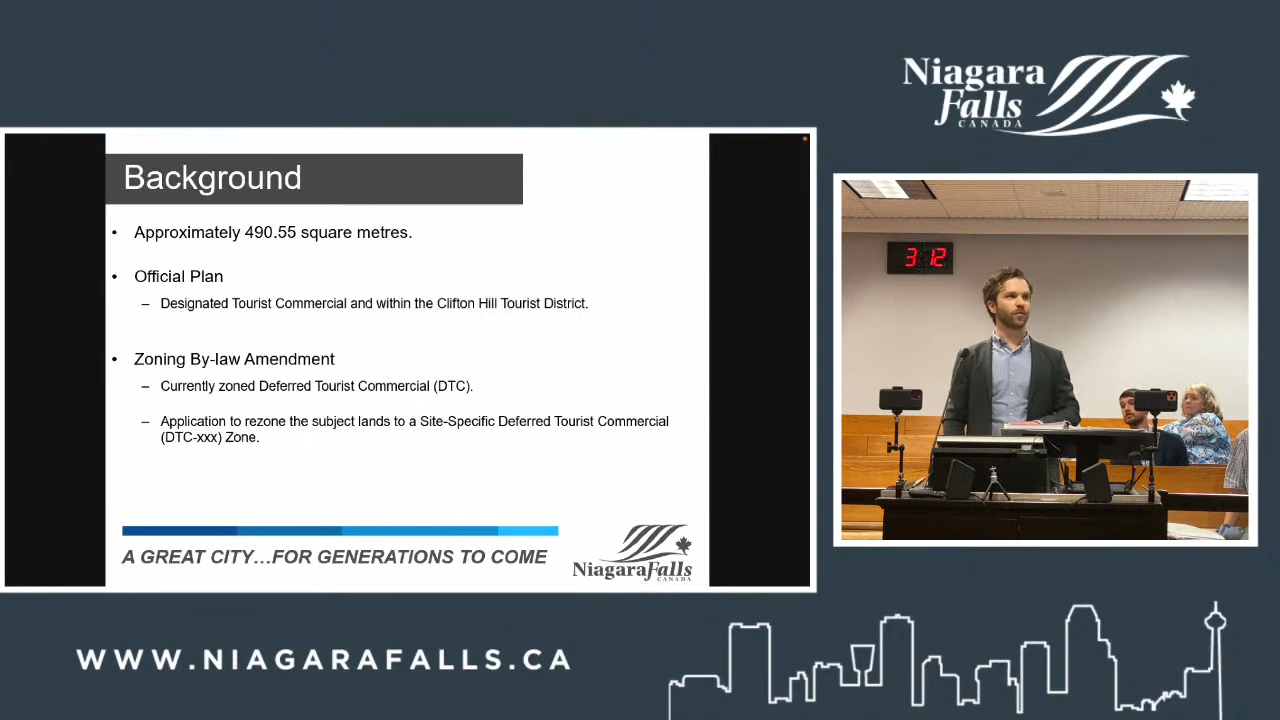 Niagara
Falls
CANADA
Background
• Approximately 490.55 square metres.
• Official Plan
– Designated Tourist Commercial and within the Clifton Hill Tourist District.
• Zoning By-law Amendment
– Currently zoned Deferred Tourist Commercial (DTC).
– Application to rezone the subject lands to a Site-Specific Deferred Tourist Commercial
(DTC-xxx) Zone.
A GREAT CITY…FOR GENERATIONS TO COME
NiagaraFalls
CANADA
3:12
WWW.NIAGARAFALLS.CA